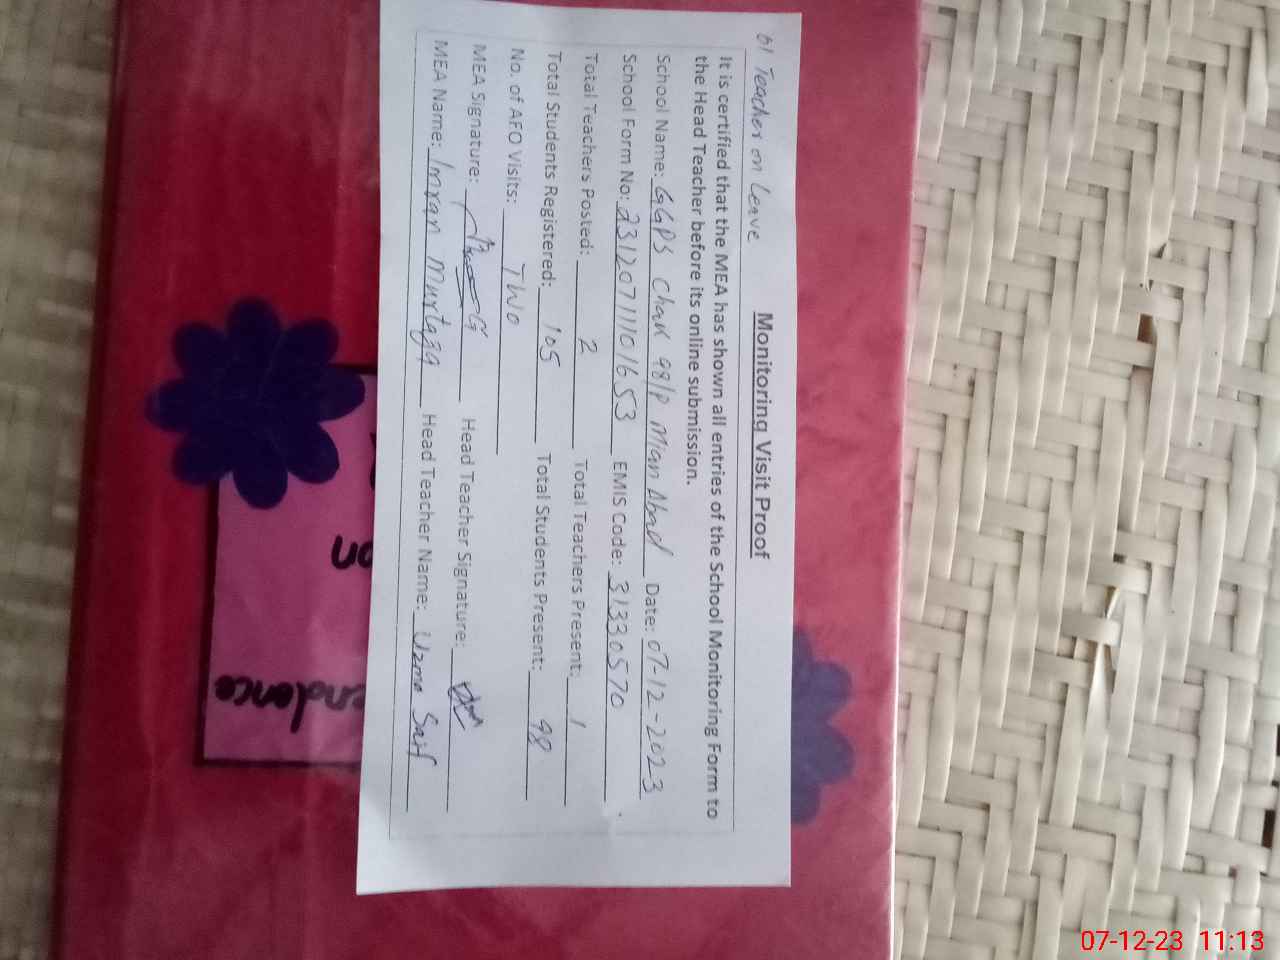 01 Teacher on Leave
Monitoring Visit Proof
It is certified that the MEA has shown all entries of the School Monitoring Form to
the Head Teacher before its online submission.
School Name: GGPS Chak 98/P Mian Abad Date: 07-12-2023
School Form No: 231207111101653 EMIS Code: 31330570
Total Teachers Posted: 2 Total Teachers Present: 1
Total Students Registered: 105 Total Students Present: 98
No. of AFO Visits: TWO
MEA Signature: Head Teacher Signature:
MEA Name: Imran Murtaza Head Teacher Name: Uzma Saif
endance
07-12-23 11:13